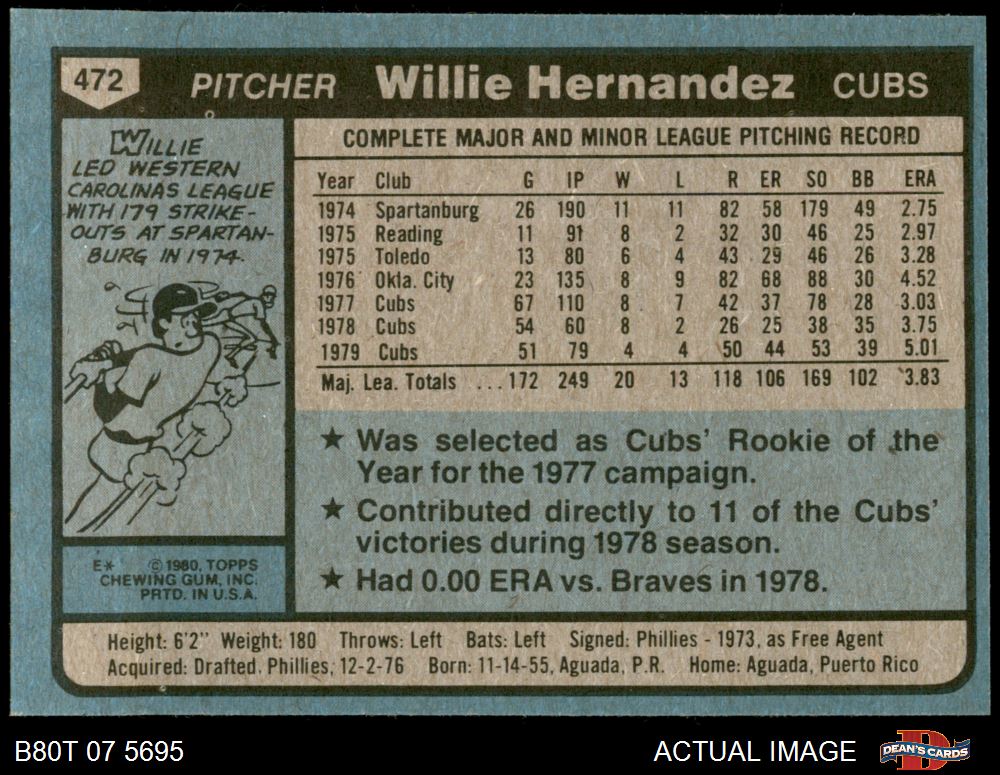 472 PITCHER Willie Hernandez CUBS
WILLIE
LED WESTERN
CAROLINAS LEAGUE
WITH 179 STRIKE-
OUTS AT SPARTAN-
BURG IN 1974.
E* © 1980, TOPPS
CHEWING GUM, INC.
PRTD. IN U.S.A.
COMPLETE MAJOR AND MINOR LEAGUE PITCHING RECORD
Year Club G IP W L R ER SO BB ERA
1974 Spartanburg 26 190 11 11 82 58 179 49 2.75
1975 Reading 11 91 8 2 32 30 46 25 2.97
1975 Toledo 13 80 6 4 43 29 46 26 3.28
1976 Okla. City 23 135 8 9 82 68 88 30 4.52
1977 Cubs 67 110 8 7 42 37 78 28 3.03
1978 Cubs 54 60 8 2 26 25 38 35 3.75
1979 Cubs 51 79 4 4 50 44 53 39 5.01
Maj. Lea. Totals ...172 249 20 13 118 106 169 102 3.83
★ Was selected as Cubs' Rookie of the
Year for the 1977 campaign.
★ Contributed directly to 11 of the Cubs'
victories during 1978 season.
★ Had 0.00 ERA vs. Braves in 1978.
Height: 6'2" Weight: 180 Throws: Left Bats: Left Signed: Phillies - 1973, as Free Agent
Acquired: Drafted, Phillies, 12-2-76 Born: 11-14-55, Aguada, P.R. Home: Aguada, Puerto Rico
B80T 07 5695 ACTUAL IMAGE DEAN'S CARDS